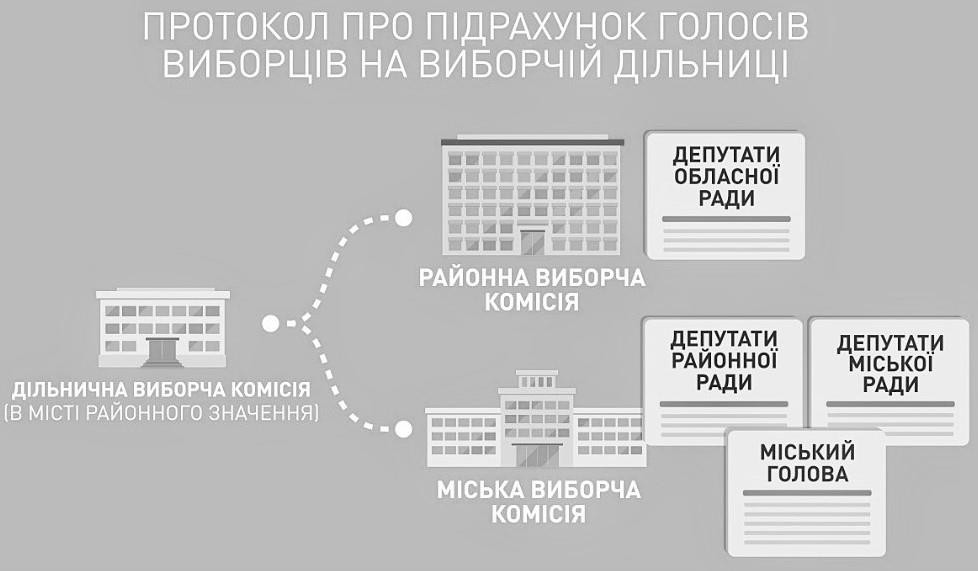 ПРОТОКОЛ ПРО ПІДРАХУНОК ГОЛОСІВ
ВИБОРЦІВ НА ВИБОРЧІЙ ДІЛЬНИЦІ
ДЕПУТАТИ
ОБЛАСНОЇ
РАДИ
РАЙОННА ВИБОРЧА
КОМІСІЯ
ДІЛЬНИЧНА ВИБОРЧА КОМІСІЯ
(В МІСТІ РАЙОННОГО ЗНАЧЕННЯ)
ДЕПУТАТИ
РАЙОННОЇ
РАДИ
ДЕПУТАТИ
МІСЬКОЇ
РАДИ
МІСЬКИЙ
ГОЛОВА
МІСЬКА ВИБОРЧА
КОМІСІЯ